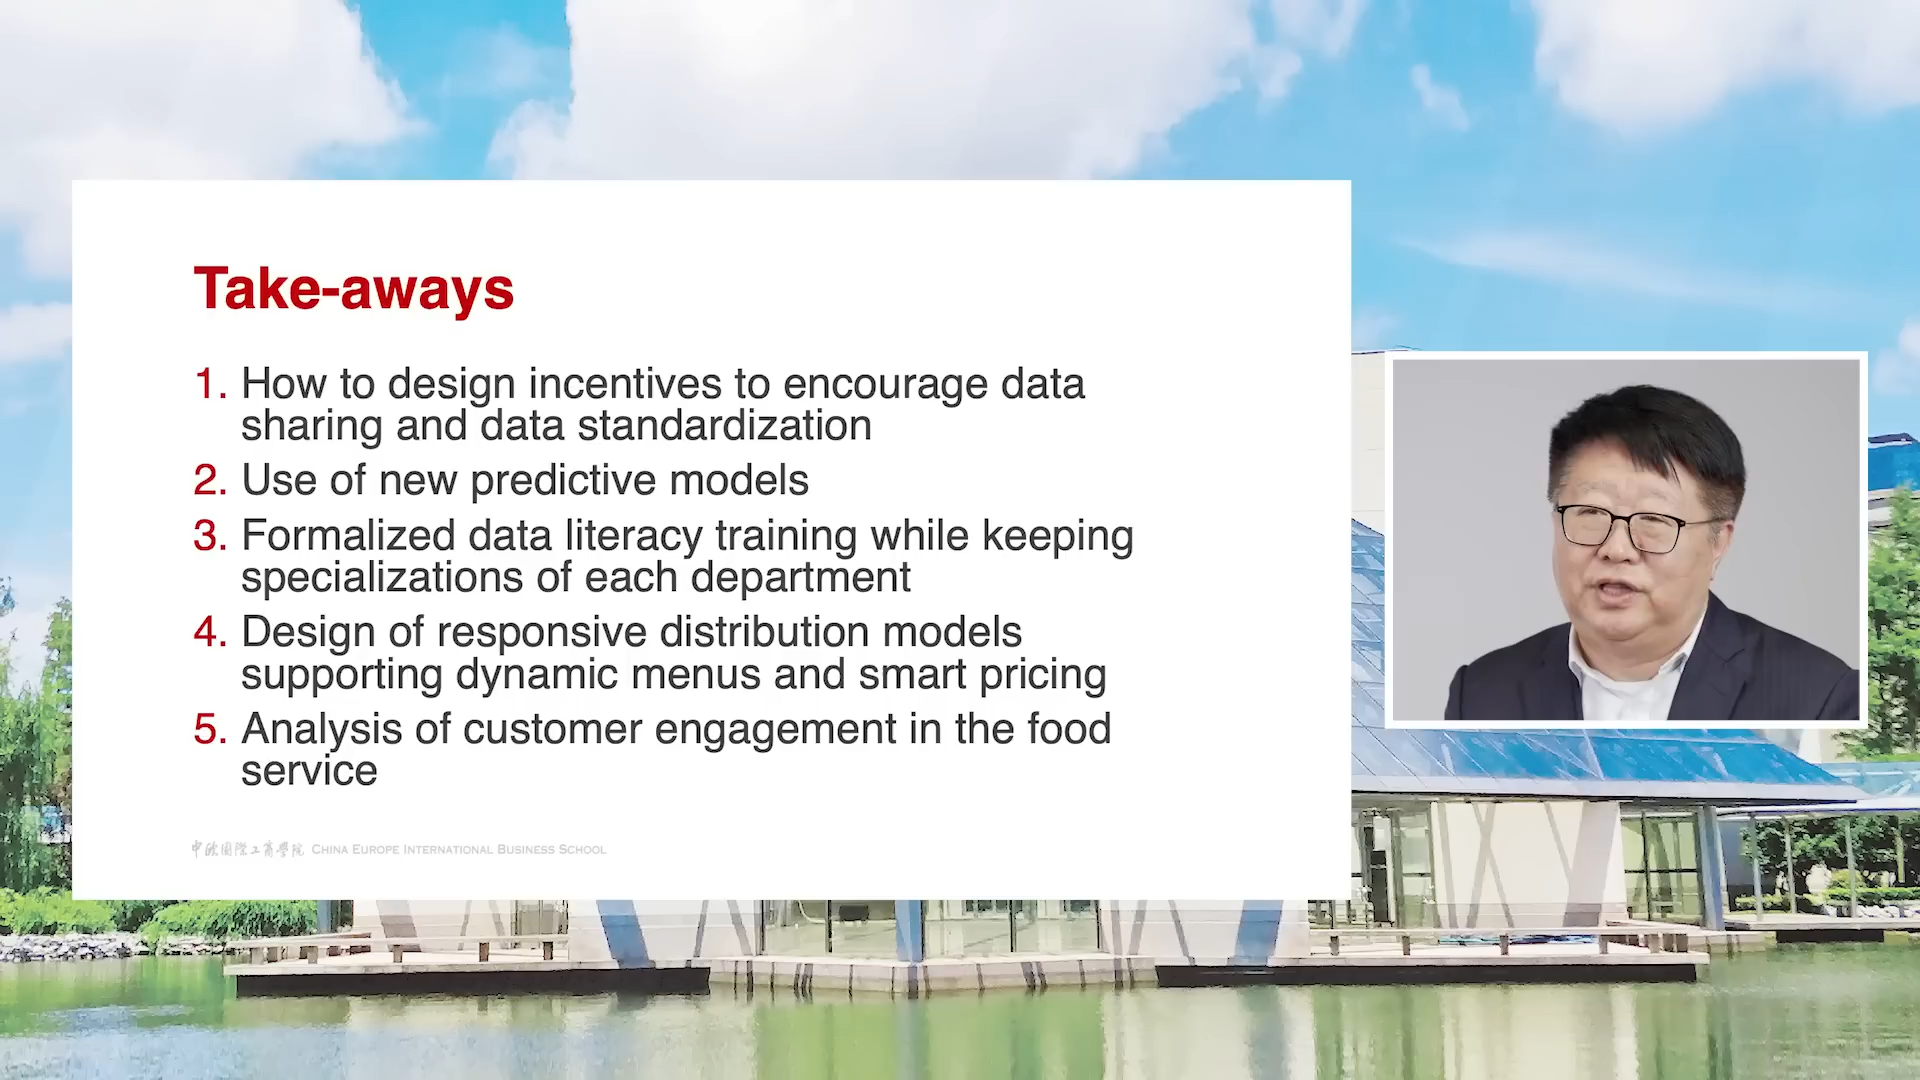 Take-aways
1. How to design incentives to encourage data
sharing and data standardization
2. Use of new predictive models
3. Formalized data literacy training while keeping
specializations of each department
4. Design of responsive distribution models
supporting dynamic menus and smart pricing
5. Analysis of customer engagement in the food
service
中欧國際工商學院 CHINA EUROPE INTERNATIONAL BUSINESS SCHOOL